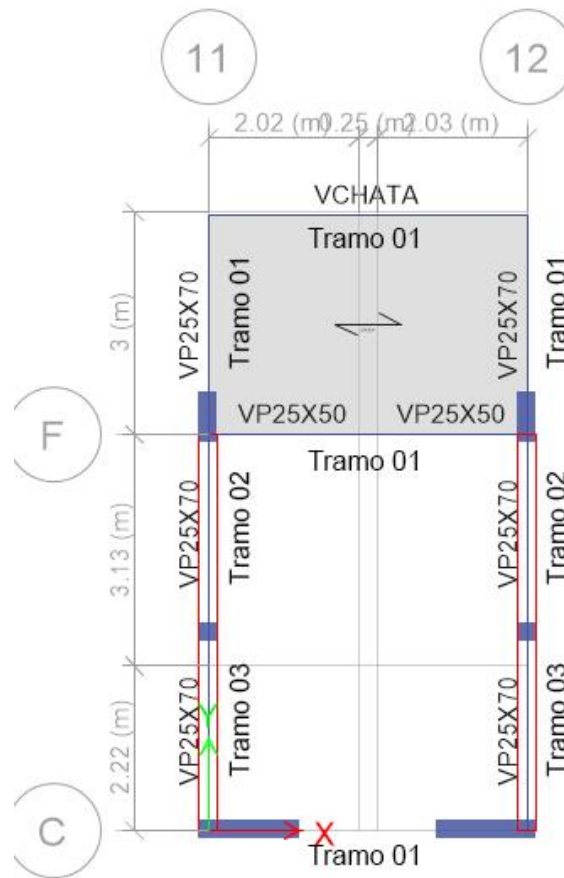 11
12
2.02 (m)
0.25 (m)
2.03 (m)
VCHATA
Tramo 01
VP25X70
Tramo 01
VP25X70
Tramo 01
3 (m)
F
VP25X50
VP25X50
Tramo 01
3.13 (m)
VP25X70
Tramo 02
VP25X70
Tramo 02
2.22 (m)
VP25X70
Tramo 03
VP25X70
Tramo 03
Y
C
X
Tramo 01